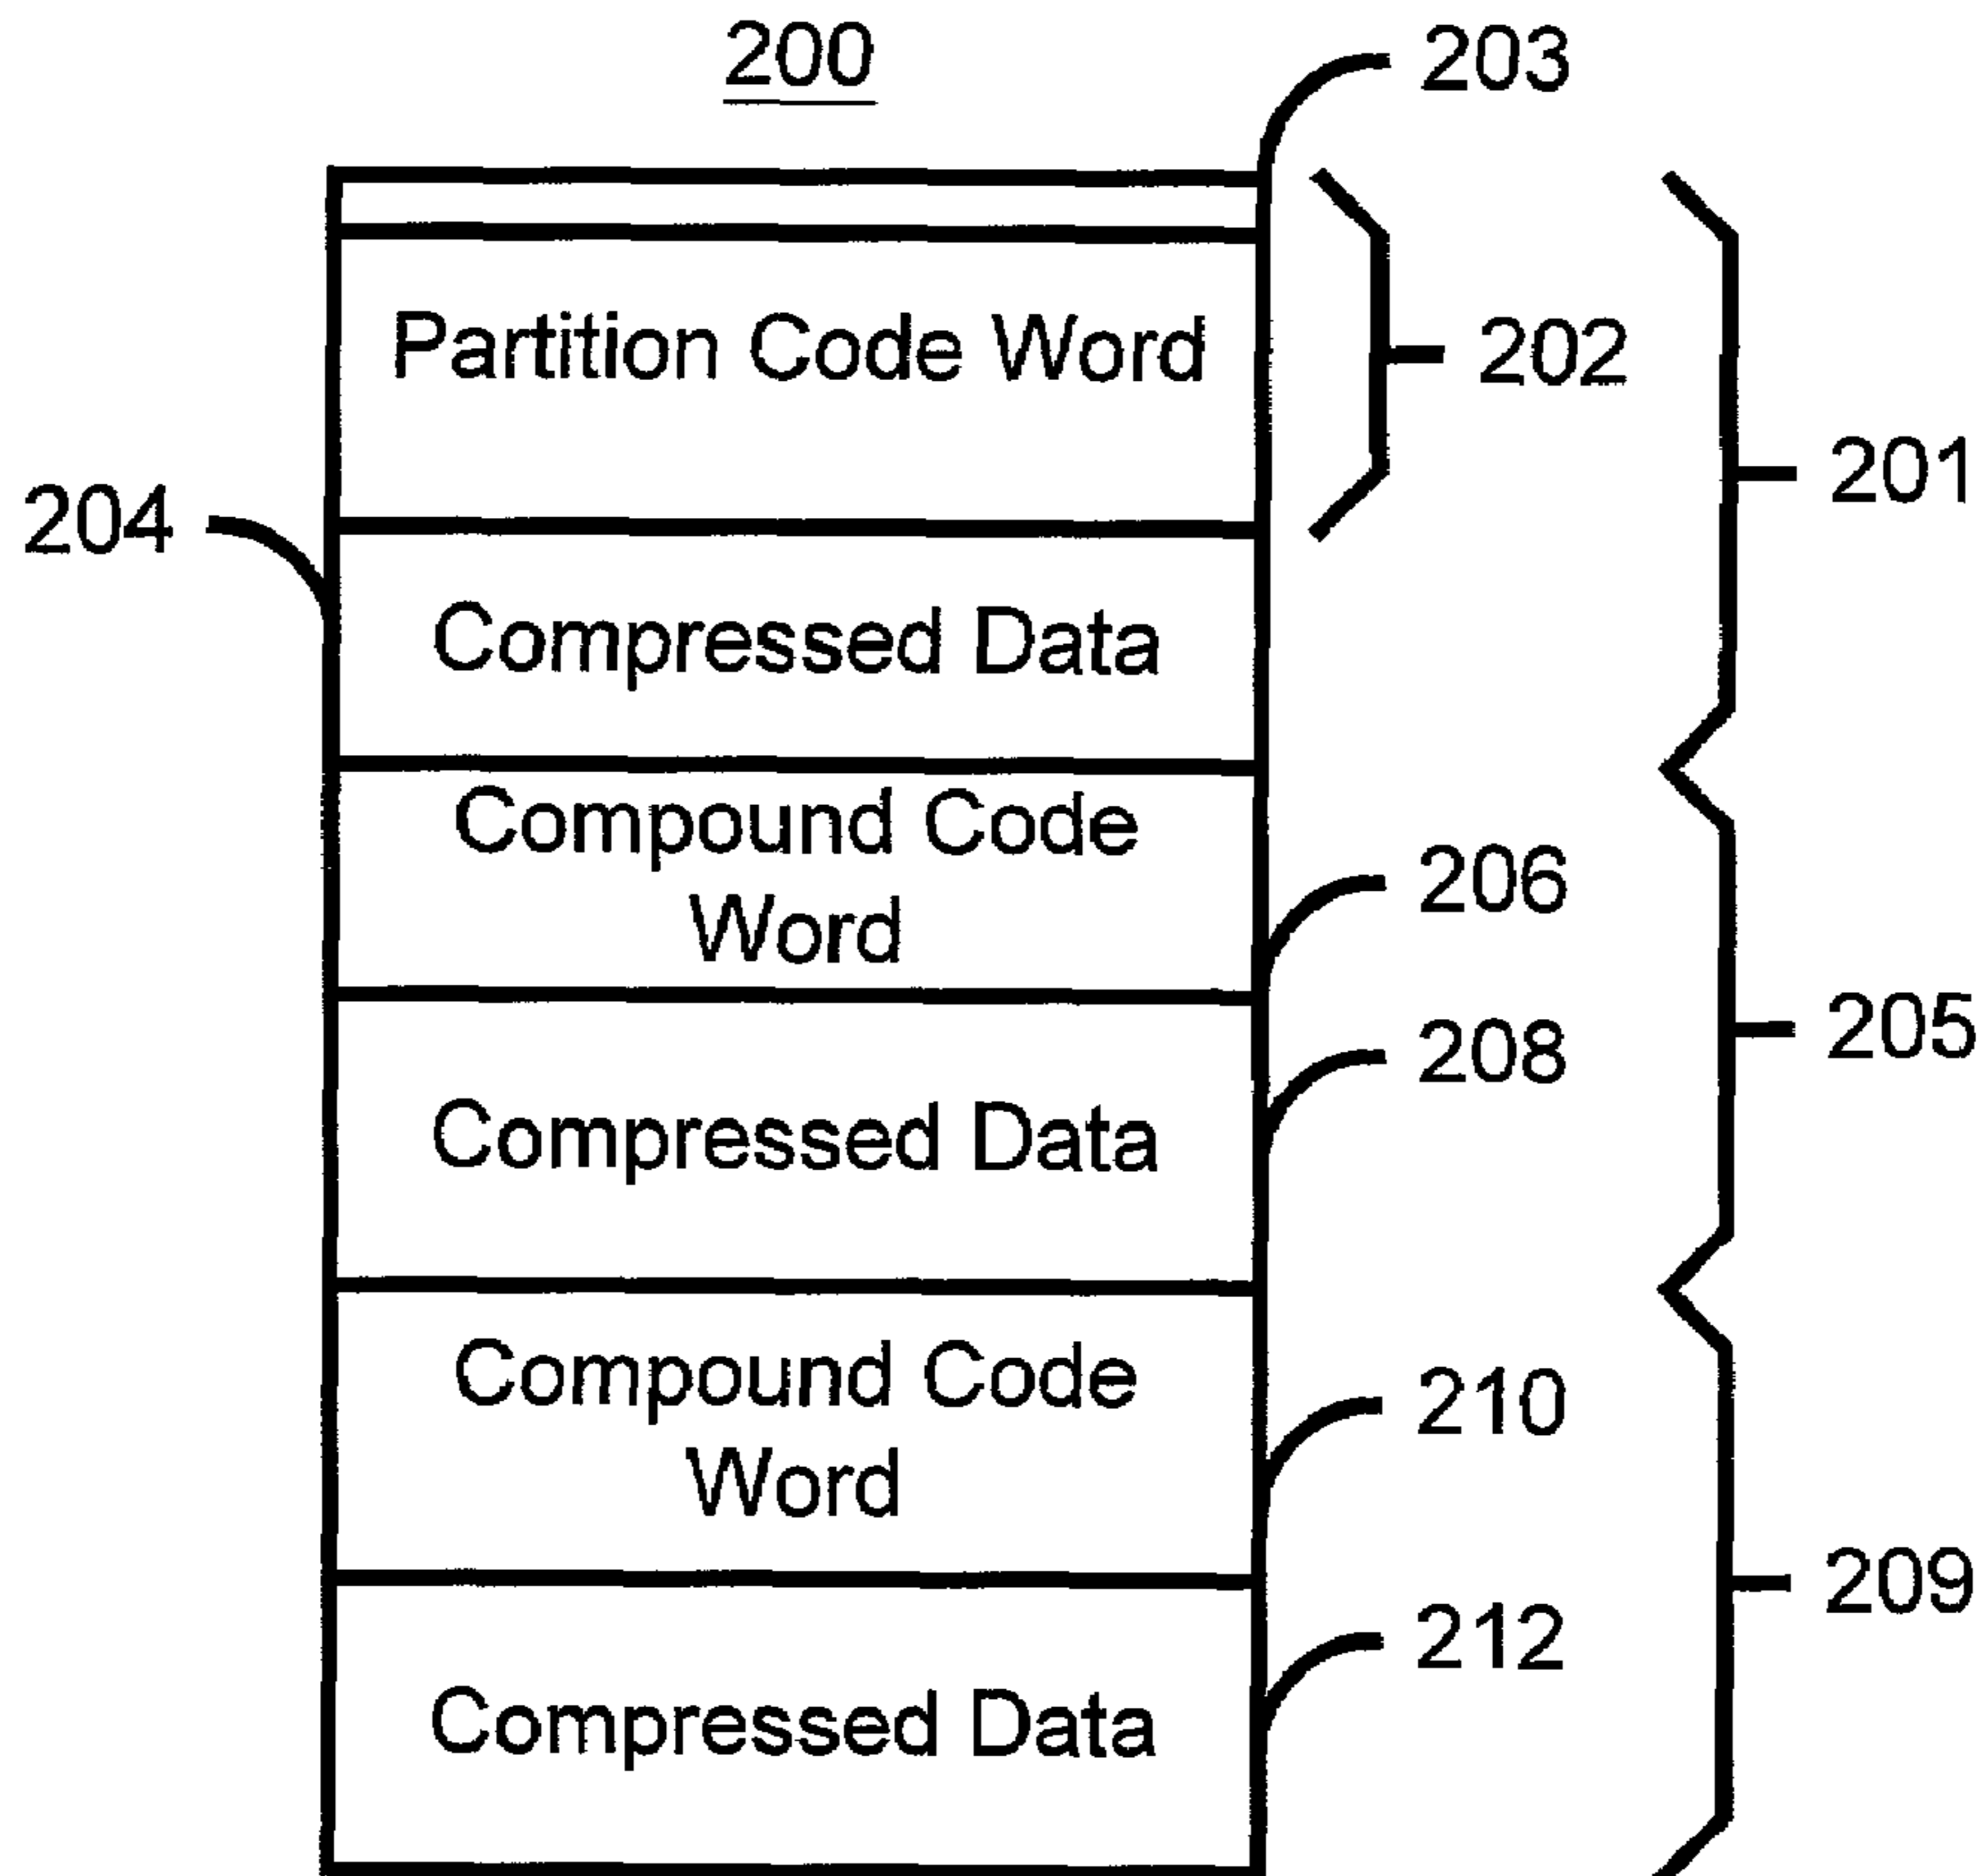 200
203
Partition Code Word
202
201
204
Compressed Data
Compound Code
Word
206
205
208
Compressed Data
Compound Code
Word
210
209
212
Compressed Data